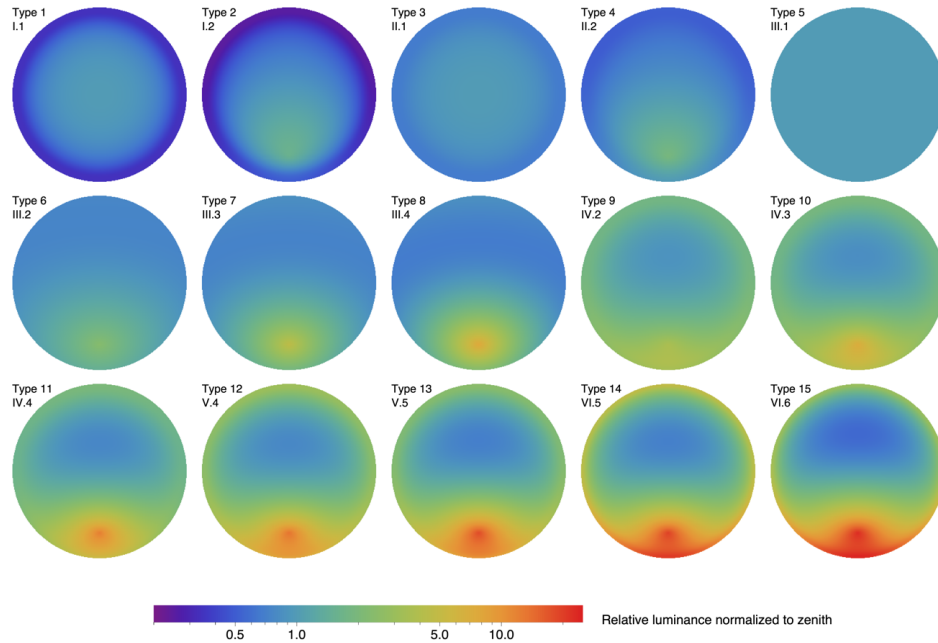 Type 1
I.1
Type 2
I.2
Type 3
II.1
Type 4
II.2
Type 5
III.1
Type 6
III.2
Type 7
III.3
Type 8
III.4
Type 9
IV.2
Type 10
IV.3
Type 11
IV.4
Type 12
V.4
Type 13
V.5
Type 14
VI.5
Type 15
VI.6
0.5 1.0 5.0 10.0
Relative luminance normalized to zenith